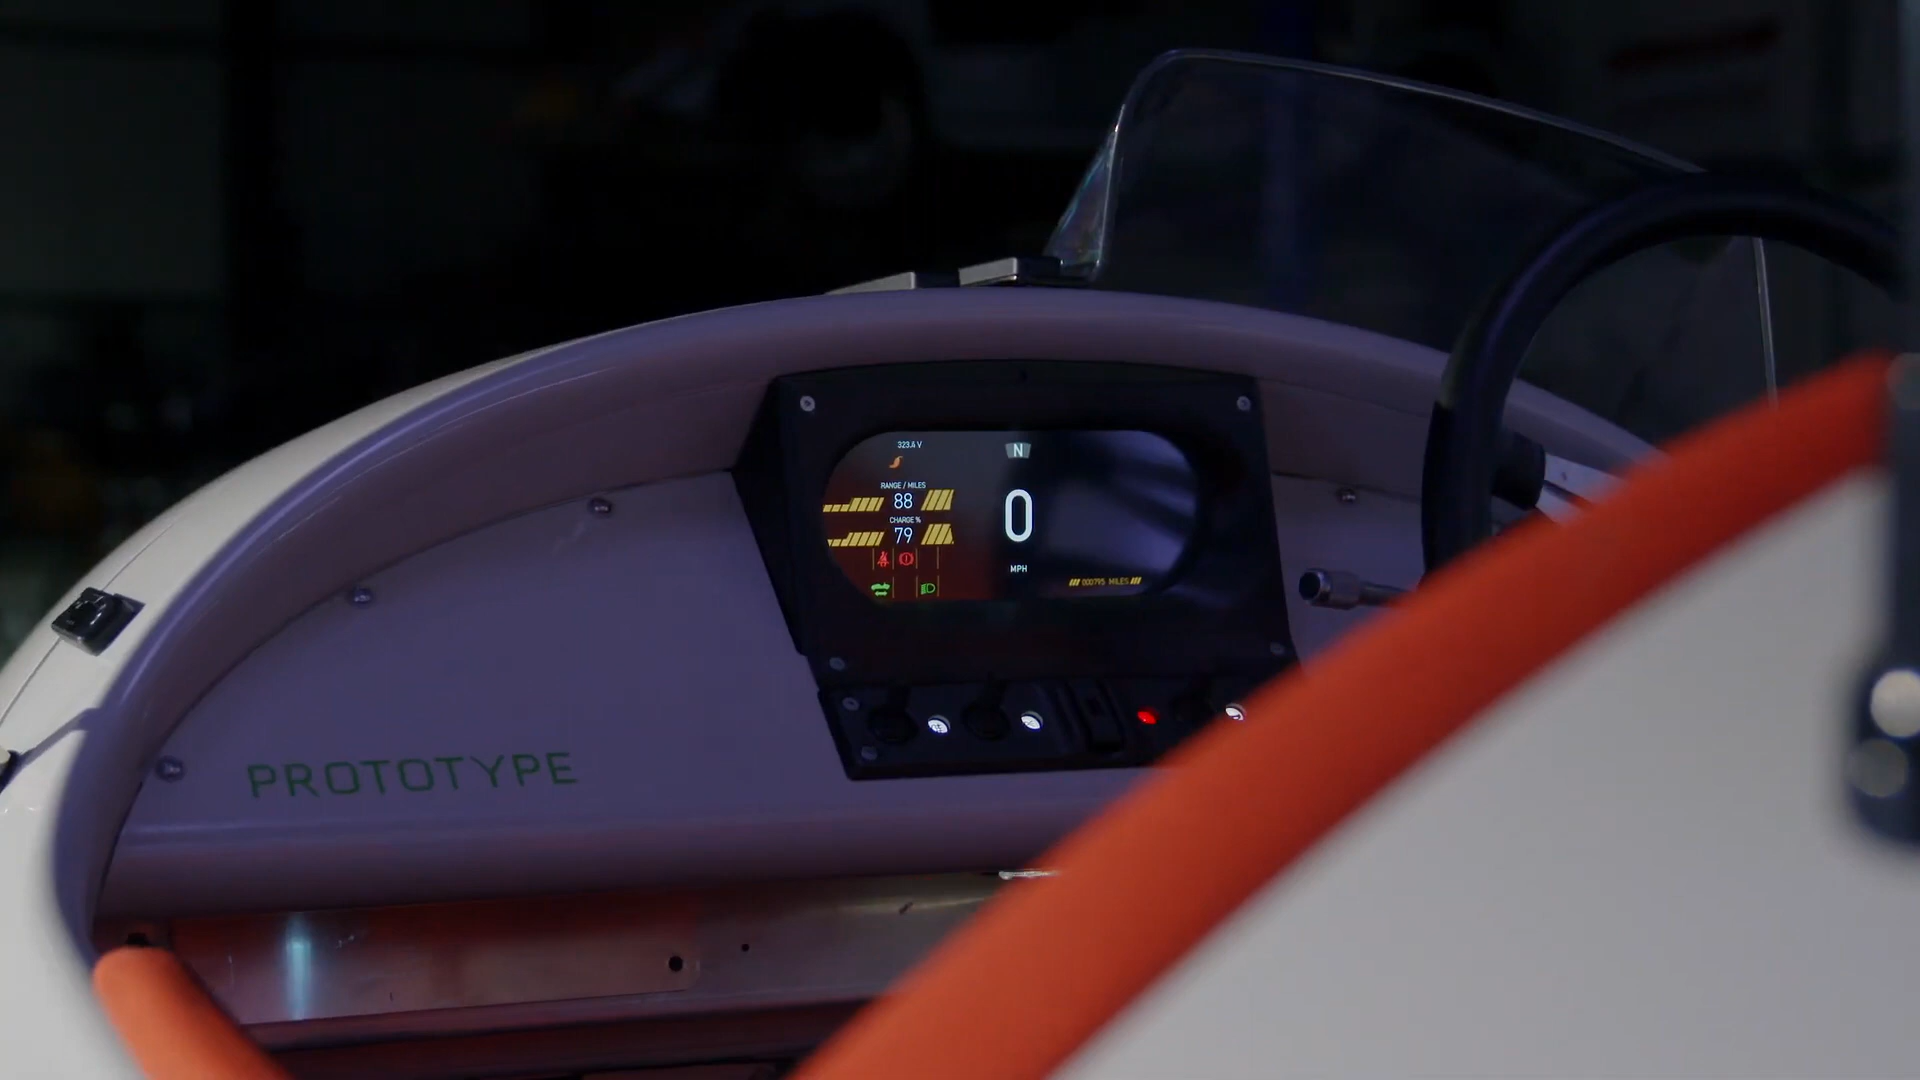 323.4 V
N
RANGE / MILES
88
0
CHARGE %
79
MPH
000795 MILES
PROTOTYPE